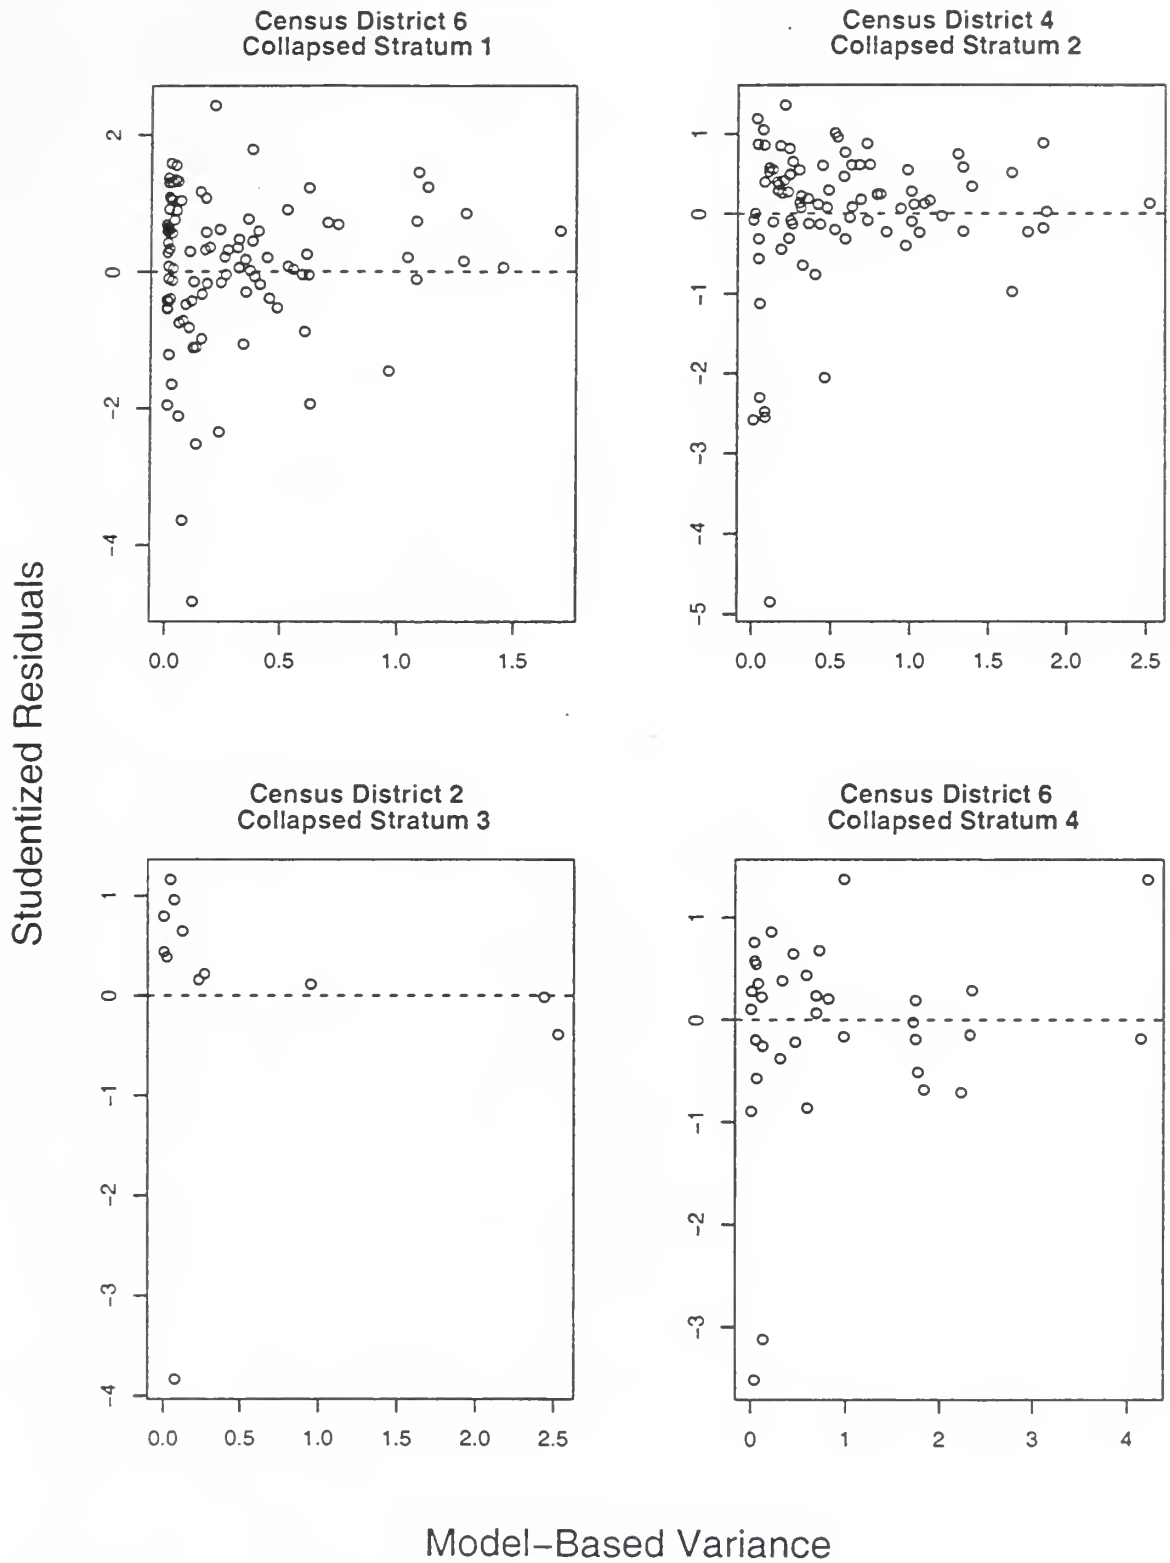 Census District 6
Collapsed Stratum 1
2
0
-2
-4
0.0 0.5 1.0 1.5
Census District 4
Collapsed Stratum 2
1
0
-1
-2
-3
-4
-5
0.0 0.5 1.0 1.5 2.0 2.5
Studentized Residuals
Census District 2
Collapsed Stratum 3
1
0
-1
-2
-3
-4
0.0 0.5 1.0 1.5 2.0 2.5
Census District 6
Collapsed Stratum 4
1
0
-1
-2
-3
0 1 2 3 4
Model-Based Variance